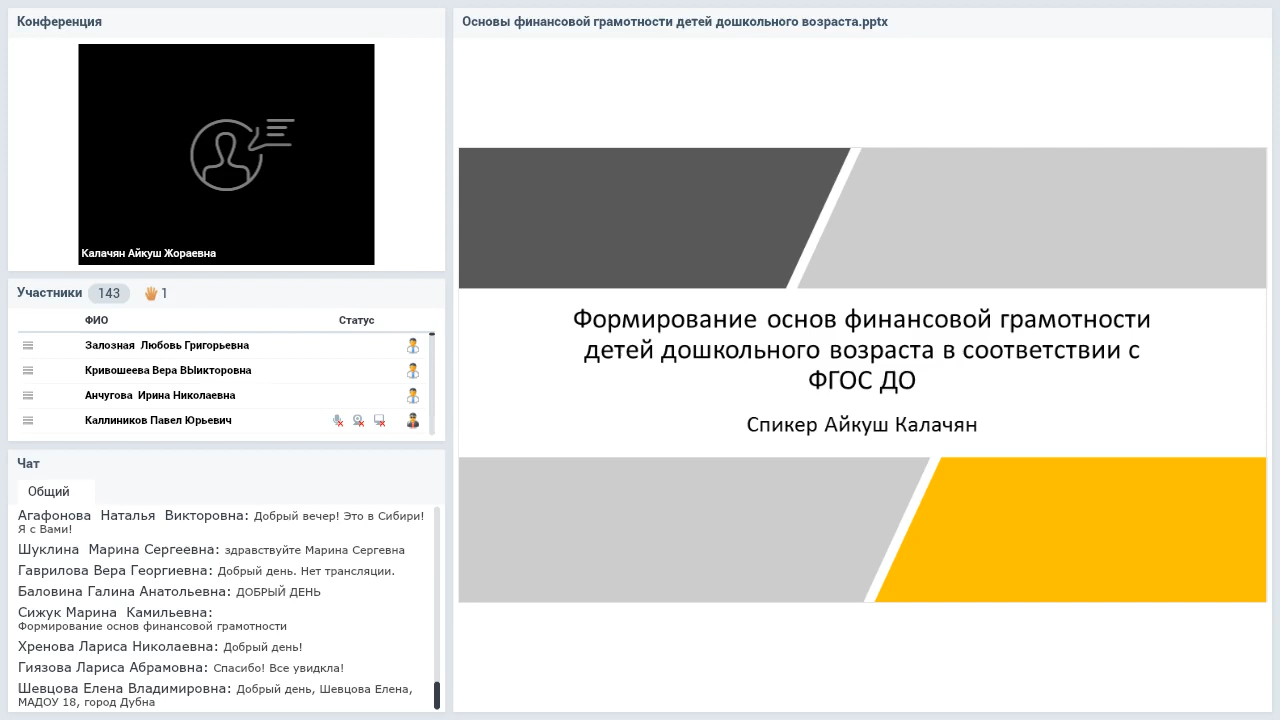 Конференция
Калачян Айкуш Жораевна
Участники 143 1
ФИО Статус
Залозная Любовь Григорьевна
Кривошеева Вера ВЫикторовна
Анчугова Ирина Николаевна
Каллиников Павел Юрьевич
Чат
Общий
Агафонова Наталья Викторовна: Добрый вечер! Это в Сибири!
Я с Вами!
Шуклина Марина Сергеевна: здравствуйте Марина Сергевна
Гаврилова Вера Георгиевна: Добрый день. Нет трансляции.
Баловина Галина Анатольевна: ДОБРЫЙ ДЕНЬ
Сижук Марина Камильевна:
Формирование основ финансовой грамотности
Хренова Лариса Николаевна: Добрый день!
Гиязова Лариса Абрамовна: Спасибо! Все увидкла!
Шевцова Елена Владимировна: Добрый день, Шевцова Елена,
МАДОУ 18, город Дубна
Основы финансовой грамотности детей дошкольного возраста.pptx
Формирование основ финансовой грамотности
детей дошкольного возраста в соответствии с
ФГОС ДО
Спикер Айкуш Калачян